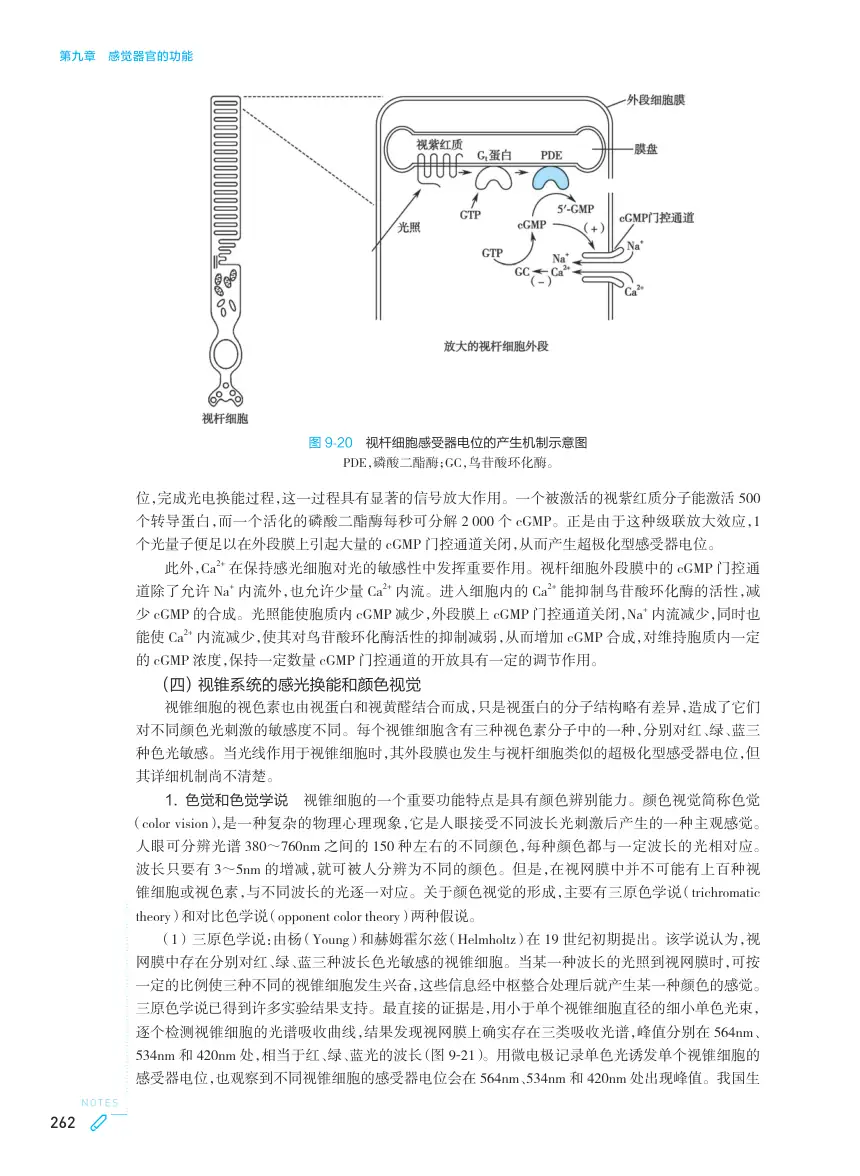 第九章 感觉器官的功能
外段细胞膜
视紫红质
Gt蛋白
PDE
膜盘
光照
GTP
5′-GMP
cGMP
(+)
cGMP门控通道
GTP
Na+
Na+
GC
Ca2+
(-)
Ca2+
放大的视杆细胞外段
视杆细胞
图 9-20 视杆细胞感受器电位的产生机制示意图
PDE,磷酸二酯酶;GC,鸟苷酸环化酶。
位,完成光电换能过程,这一过程具有显著的信号放大作用。一个被激活的视紫红质分子能激活 500
个转导蛋白,而一个活化的磷酸二酯酶每秒可分解 2 000 个 cGMP。正是由于这种级联放大效应,1
个光量子便足以在外段膜上引起大量的 cGMP 门控通道关闭,从而产生超极化型感受器电位。
此外,Ca2+ 在保持感光细胞对光的敏感性中发挥重要作用。视杆细胞外段膜中的 cGMP 门控通
道除了允许 Na+ 内流外,也允许少量 Ca2+ 内流。进入细胞内的 Ca2+ 能抑制鸟苷酸环化酶的活性,减
少 cGMP 的合成。光照能使胞质内 cGMP 减少,外段膜上 cGMP 门控通道关闭,Na+ 内流减少,同时也
能使 Ca2+ 内流减少,使其对鸟苷酸环化酶活性的抑制减弱,从而增加 cGMP 合成,对维持胞质内一定
的 cGMP 浓度,保持一定数量 cGMP 门控通道的开放具有一定的调节作用。
(四)视锥系统的感光换能和颜色视觉
视锥细胞的视色素也由视蛋白和视黄醛结合而成,只是视蛋白的分子结构略有差异,造成了它们
对不同颜色光刺激的敏感度不同。每个视锥细胞含有三种视色素分子中的一种,分别对红、绿、蓝三
种色光敏感。当光线作用于视锥细胞时,其外段膜也发生与视杆细胞类似的超极化型感受器电位,但
其详细机制尚不清楚。
1. 色觉和色觉学说 视锥细胞的一个重要功能特点是具有颜色辨别能力。颜色视觉简称色觉
(color vision),是一种复杂的物理心理现象,它是人眼接受不同波长光刺激后产生的一种主观感觉。
人眼可分辨光谱 380～760nm 之间的 150 种左右的不同颜色,每种颜色都与一定波长的光相对应。
波长只要有 3～5nm 的增减,就可被人分辨为不同的颜色。但是,在视网膜中并不可能有上百种视
锥细胞或视色素,与不同波长的光逐一对应。关于颜色视觉的形成,主要有三原色学说(trichromatic
theory)和对比色学说(opponent color theory)两种假说。
(1)三原色学说:由杨(Young)和赫姆霍尔兹(Helmholtz)在 19 世纪初期提出。该学说认为,视
网膜中存在分别对红、绿、蓝三种波长色光敏感的视锥细胞。当某一种波长的光照到视网膜时,可按
一定的比例使三种不同的视锥细胞发生兴奋,这些信息经中枢整合处理后就产生某一种颜色的感觉。
三原色学说已得到许多实验结果支持。最直接的证据是,用小于单个视锥细胞直径的细小单色光束,
逐个检测视锥细胞的光谱吸收曲线,结果发现视网膜上确实存在三类吸收光谱,峰值分别在 564nm、
534nm 和 420nm 处,相当于红、绿、蓝光的波长(图 9-21)。用微电极记录单色光诱发单个视锥细胞的
感受器电位,也观察到不同视锥细胞的感受器电位会在 564nm、534nm 和 420nm 处出现峰值。我国生
NOTES
262